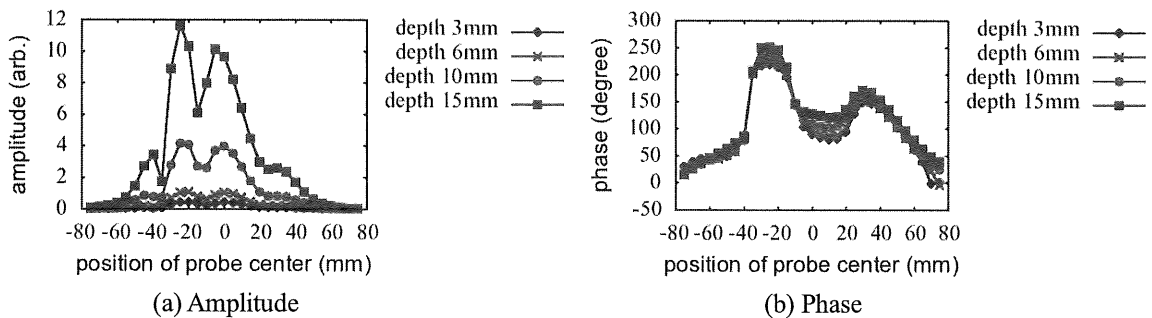 12
10
8
6
4
2
0
amplitude (arb.)
-80 -60 -40 -20 0 20 40 60 80
position of probe center (mm)
depth 3mm
depth 6mm
depth 10mm
depth 15mm
(a) Amplitude
300
250
200
150
100
50
0
-50
phase (degree)
-80 -60 -40 -20 0 20 40 60 80
position of probe center (mm)
depth 3mm
depth 6mm
depth 10mm
depth 15mm
(b) Phase